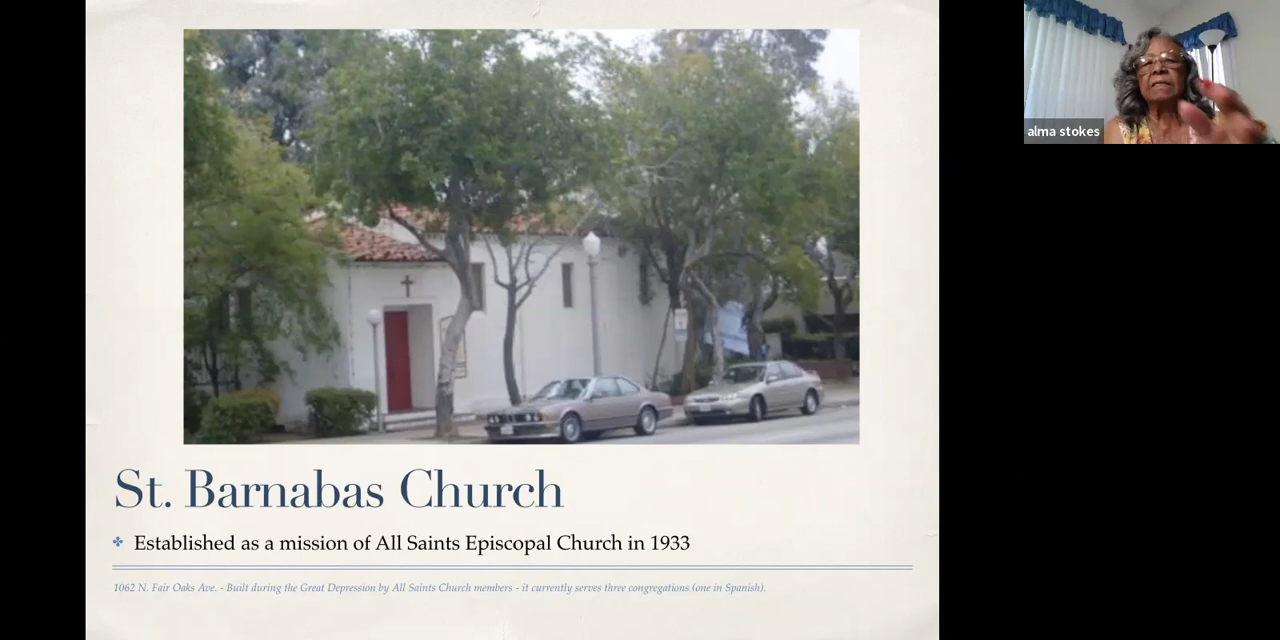 alma stokes
St. Barnabas Church
Established as a mission of All Saints Episcopal Church in 1933
1062 N. Fair Oaks Ave. - Built during the Great Depression by All Saints Church members - it currently serves three congregations (one in Spanish).